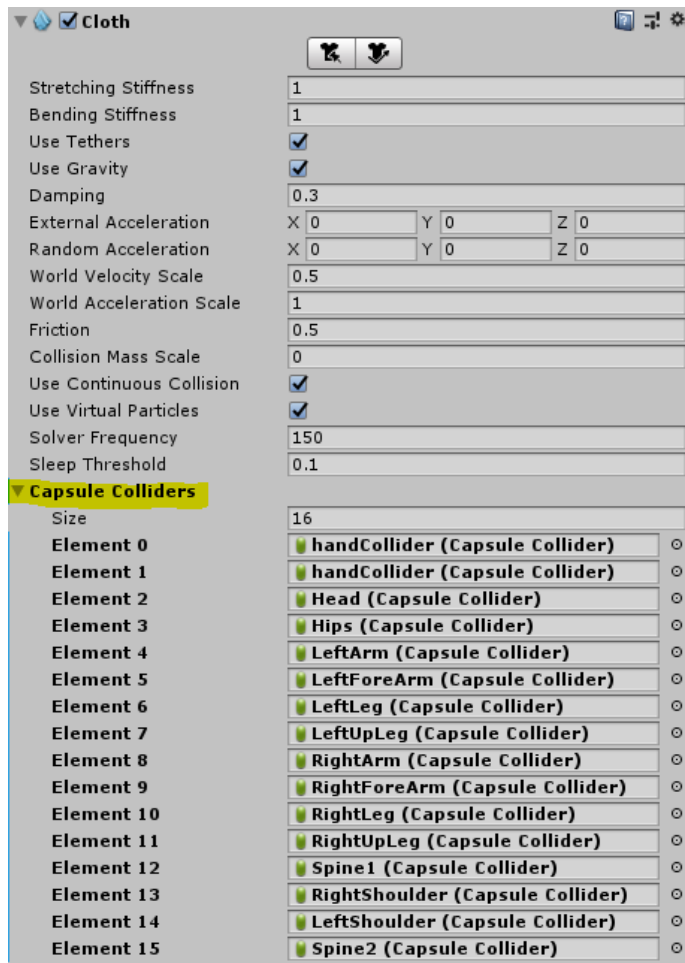 Cloth
Stretching Stiffness 1
Bending Stiffness 1
Use Tethers
Use Gravity
Damping 0.3
External Acceleration X 0 Y 0 Z 0
Random Acceleration X 0 Y 0 Z 0
World Velocity Scale 0.5
World Acceleration Scale 1
Friction 0.5
Collision Mass Scale 0
Use Continuous Collision
Use Virtual Particles
Solver Frequency 150
Sleep Threshold 0.1
Capsule Colliders
Size 16
Element 0 handCollider (Capsule Collider)
Element 1 handCollider (Capsule Collider)
Element 2 Head (Capsule Collider)
Element 3 Hips (Capsule Collider)
Element 4 LeftArm (Capsule Collider)
Element 5 LeftForeArm (Capsule Collider)
Element 6 LeftLeg (Capsule Collider)
Element 7 LeftUpLeg (Capsule Collider)
Element 8 RightArm (Capsule Collider)
Element 9 RightForeArm (Capsule Collider)
Element 10 RightLeg (Capsule Collider)
Element 11 RightUpLeg (Capsule Collider)
Element 12 Spine1 (Capsule Collider)
Element 13 RightShoulder (Capsule Collider)
Element 14 LeftShoulder (Capsule Collider)
Element 15 Spine2 (Capsule Collider)